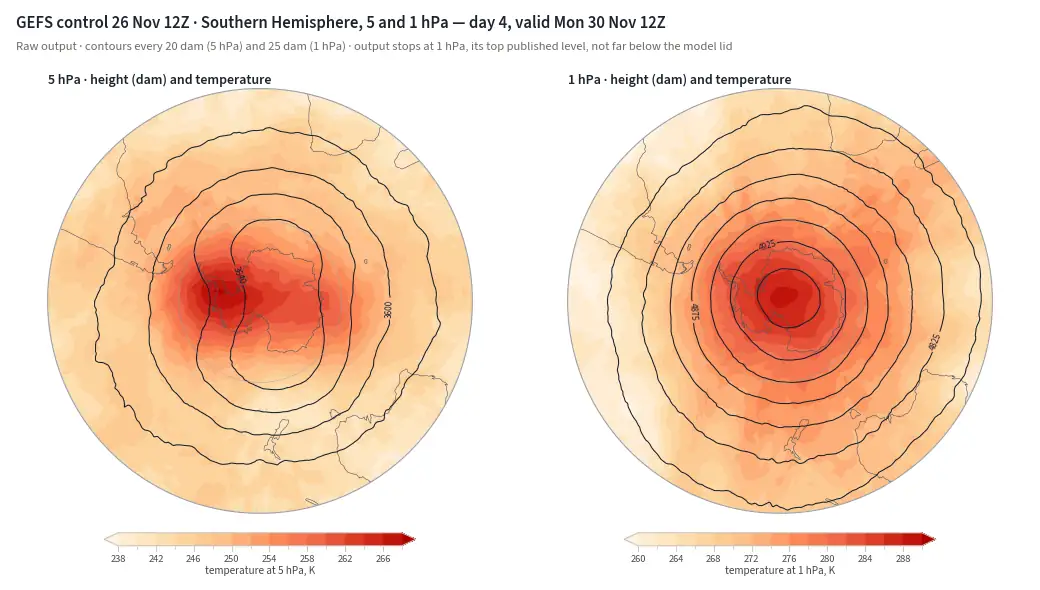 GEFS control 26 Nov 12Z · Southern Hemisphere, 5 and 1 hPa — day 4, valid Mon 30 Nov 12Z
Raw output · contours every 20 dam (5 hPa) and 25 dam (1 hPa) · output stops at 1 hPa, its top published level, not far below the model lid
5 hPa · height (dam) and temperature
1 hPa · height (dam) and temperature
3600
4875
4825
238 242 246 250 254 258 262 266
temperature at 5 hPa, K
260 264 268 272 276 280 284 288
temperature at 1 hPa, K